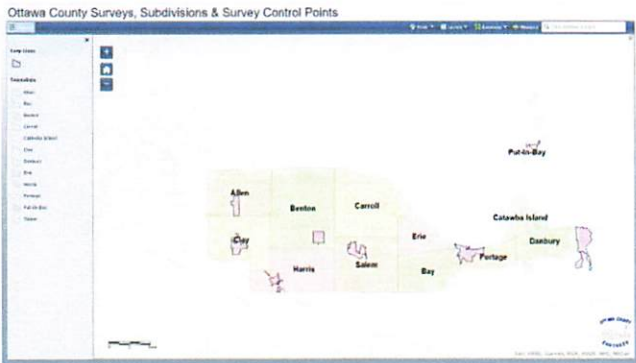 Ottawa County Surveys, Subdivisions & Survey Control Points
Townships
Allen
Bay
Benton
Carroll
Catawba Island
Clay
Danbury
Erie
Harris
Portage
Put-In-Bay
Salem
Put-In-Bay
Allen
Benton
Carroll
Catawba Island
Clay
Erie
Danbury
Harris
Salem
Bay
Portage